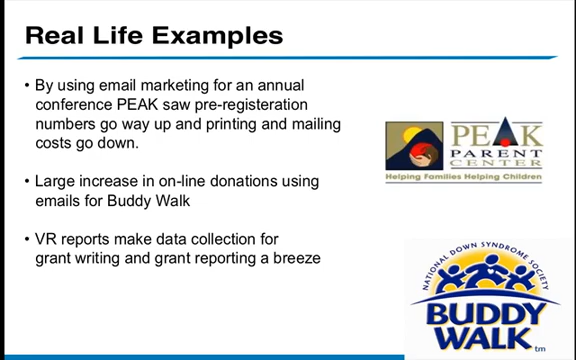 Real Life Examples
• By using email marketing for an annual
conference PEAK saw pre-registeration
numbers go way up and printing and mailing
costs go down.
• Large increase in on-line donations using
emails for Buddy Walk
• VR reports make data collection for
grant writing and grant reporting a breeze
PEAK
PARENT
CENTER
Helping Families Helping Children
NATIONAL DOWN SYNDROME SOCIETY
BUDDY
WALK
tm